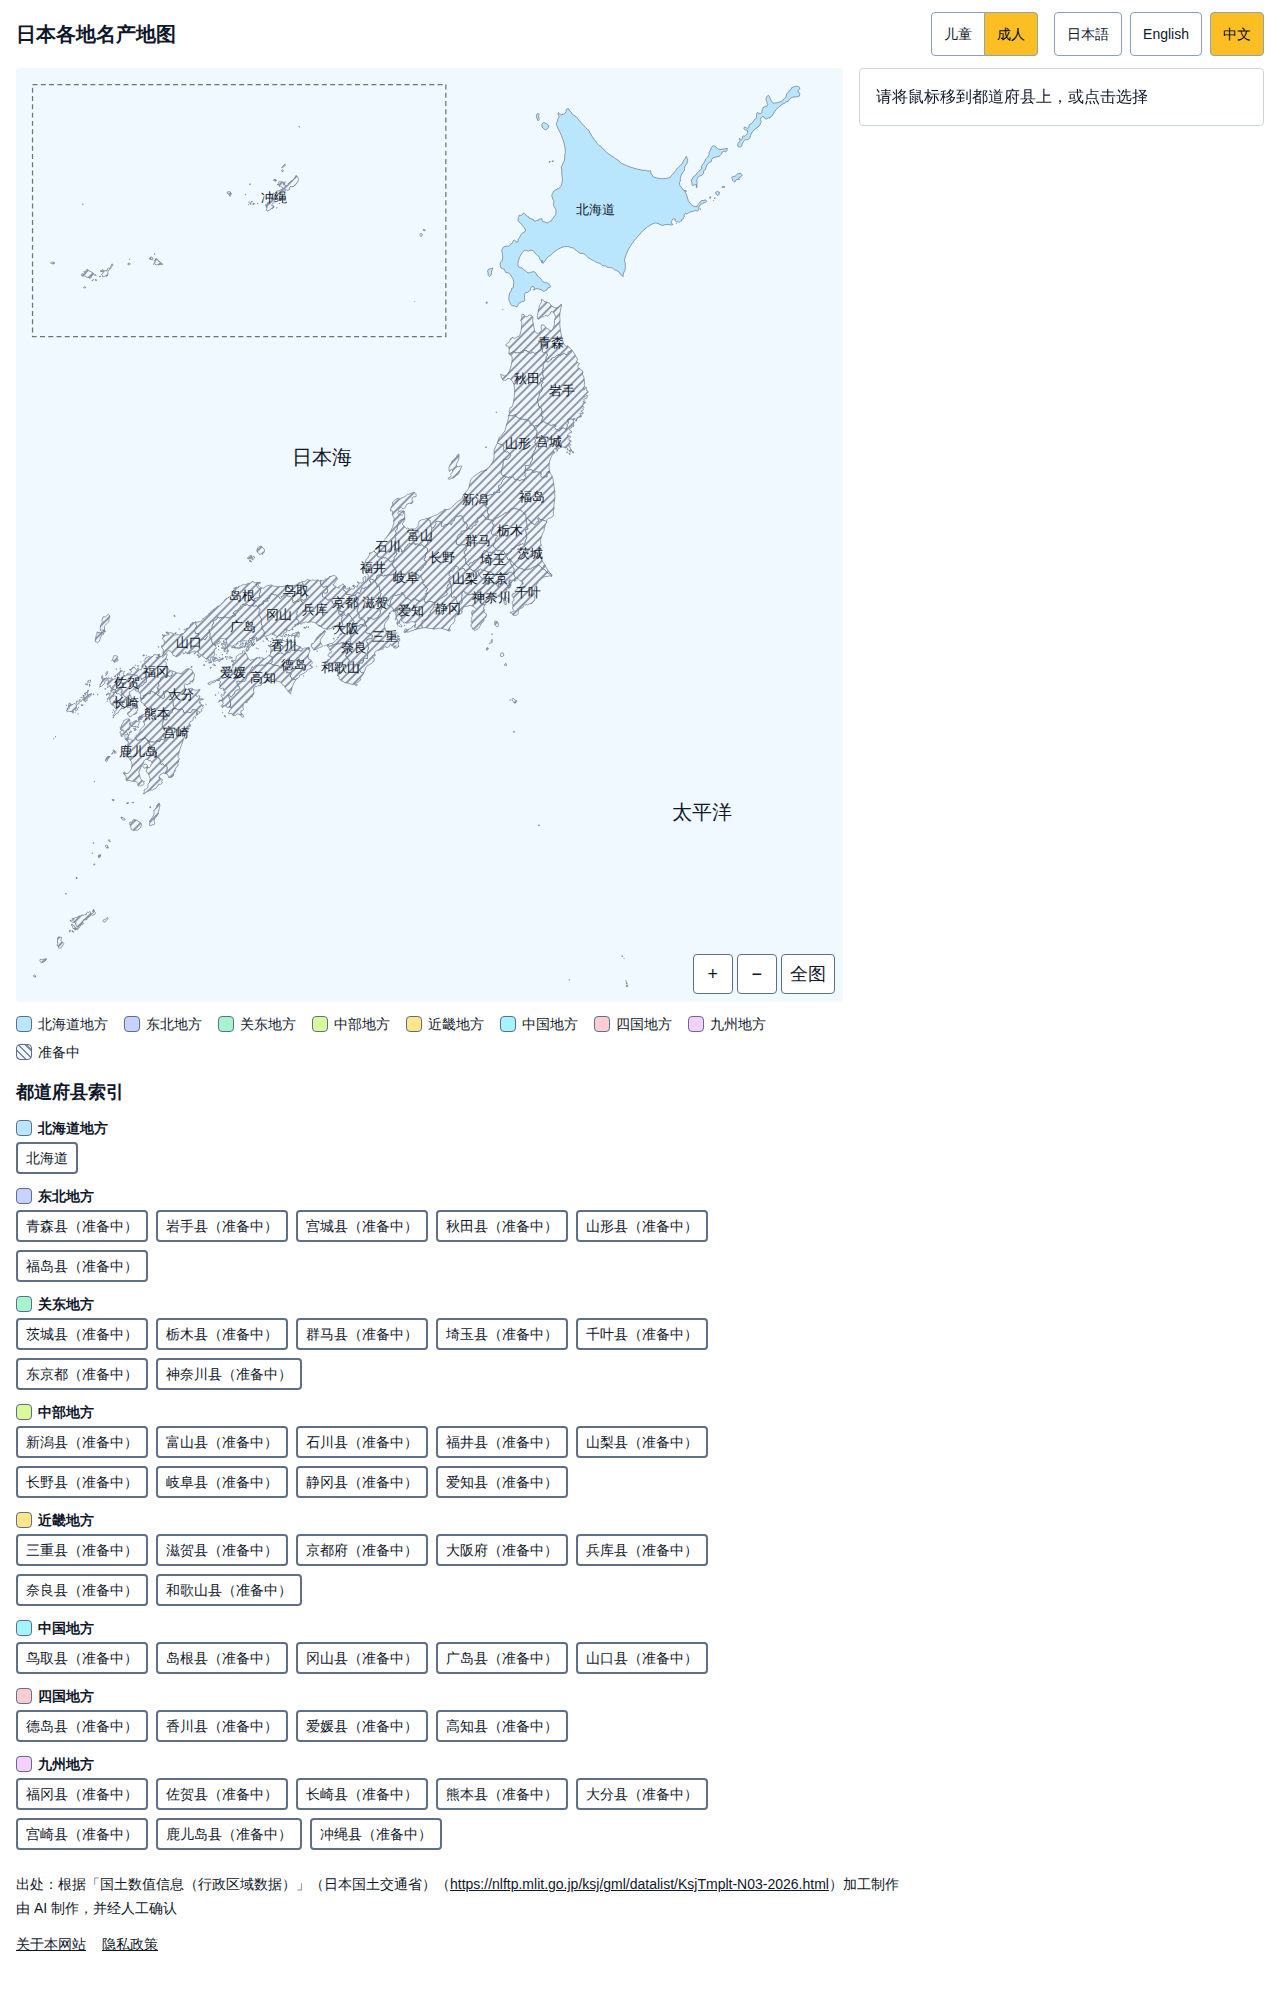 日本各地名产地图
儿童 成人 日本語 English 中文
请将鼠标移到都道府县上，或点击选择
冲绳
北海道
青森
秋田
岩手
山形 宫城
日本海
新潟 福岛
富山 群马 栃木
石川 长野 埼玉 茨城
福井 岐阜 山梨 东京
岛根 鸟取 京都 滋贺 神奈川 千叶
冈山 兵库 爱知 静冈
广岛 大阪 三重
山口 香川 奈良
福冈 爱媛 高知 德岛 和歌山
佐贺 大分
长崎 熊本
宫崎
鹿儿岛
太平洋
+ − 全图
北海道地方 东北地方 关东地方 中部地方 近畿地方 中国地方 四国地方 九州地方
准备中
都道府县索引
北海道地方
北海道
东北地方
青森县（准备中） 岩手县（准备中） 宫城县（准备中） 秋田县（准备中） 山形县（准备中）
福岛县（准备中）
关东地方
茨城县（准备中） 栃木县（准备中） 群马县（准备中） 埼玉县（准备中） 千叶县（准备中）
东京都（准备中） 神奈川县（准备中）
中部地方
新潟县（准备中） 富山县（准备中） 石川县（准备中） 福井县（准备中） 山梨县（准备中）
长野县（准备中） 岐阜县（准备中） 静冈县（准备中） 爱知县（准备中）
近畿地方
三重县（准备中） 滋贺县（准备中） 京都府（准备中） 大阪府（准备中） 兵库县（准备中）
奈良县（准备中） 和歌山县（准备中）
中国地方
鸟取县（准备中） 岛根县（准备中） 冈山县（准备中） 广岛县（准备中） 山口县（准备中）
四国地方
德岛县（准备中） 香川县（准备中） 爱媛县（准备中） 高知县（准备中）
九州地方
福冈县（准备中） 佐贺县（准备中） 长崎县（准备中） 熊本县（准备中） 大分县（准备中）
宫崎县（准备中） 鹿儿岛县（准备中） 冲绳县（准备中）
出处：根据「国土数值信息（行政区域数据）」（日本国土交通省）（https://nlftp.mlit.go.jp/ksj/gml/datalist/KsjTmplt-N03-2026.html）加工制作
由 AI 制作，并经人工确认
关于本网站 隐私政策